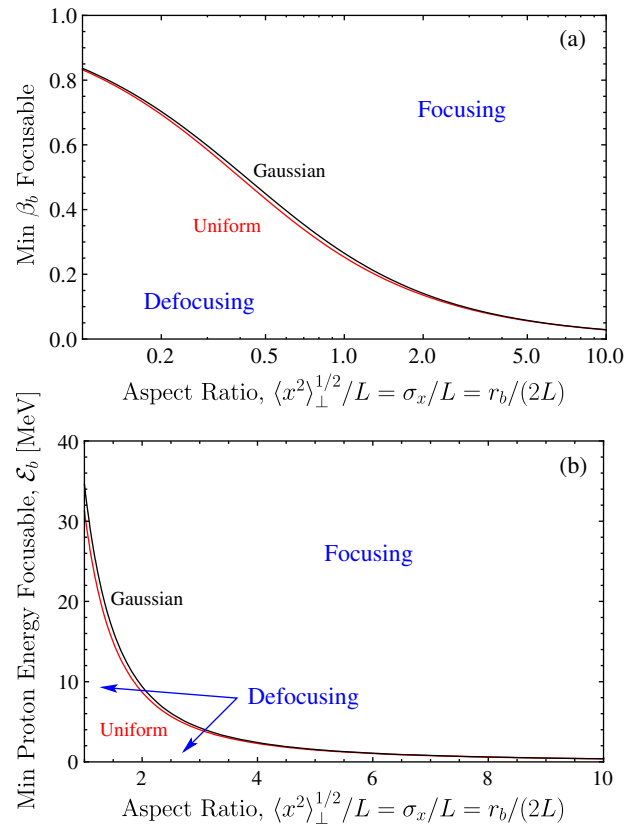 (a)
1.0
0.8
0.6
0.4
0.2
0.0
Min β_b Focusable
Focusing
Gaussian
Uniform
Defocusing
0.2 0.5 1.0 2.0 5.0 10.0
Aspect Ratio, ⟨x²⟩_⊥^{1/2}/L = σ_x/L = r_b/(2L)
(b)
40
30
20
10
0
Min Proton Energy Focusable, ℰ_b [MeV]
Focusing
Gaussian
Defocusing
Uniform
2 4 6 8 10
Aspect Ratio, ⟨x²⟩_⊥^{1/2}/L = σ_x/L = r_b/(2L)